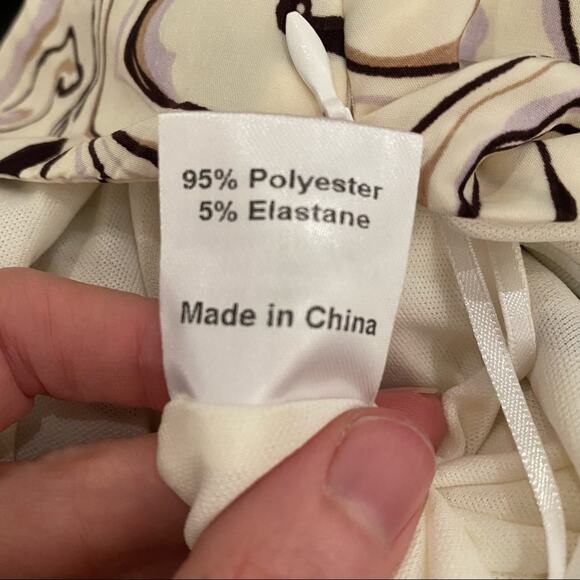 95% Polyester
5% Elastane
Made in China